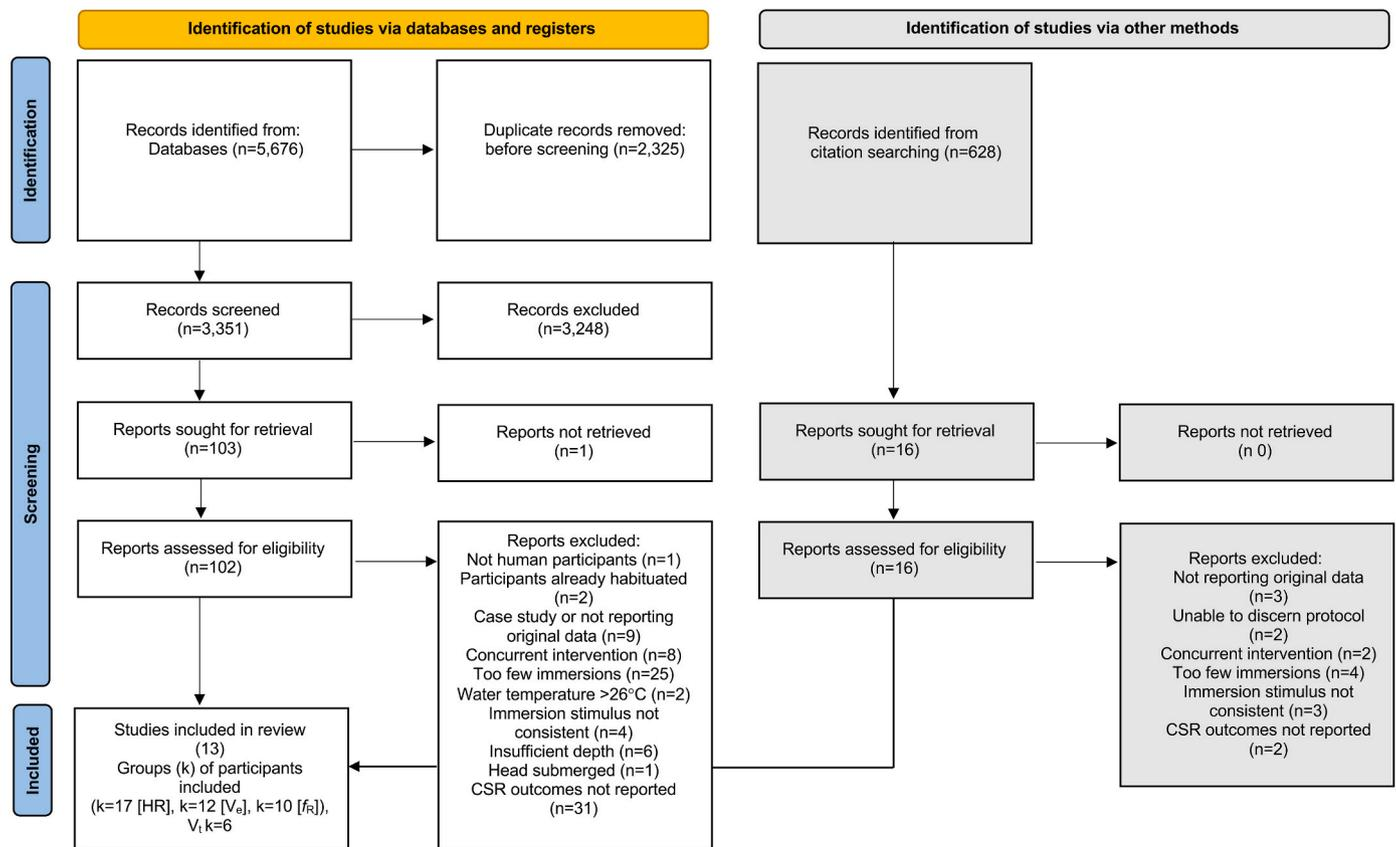 Identification of studies via databases and registers
Identification of studies via other methods
Identification
Records identified from:
Databases (n=5,676)
Duplicate records removed:
before screening (n=2,325)
Records identified from
citation searching (n=628)
Screening
Records screened
(n=3,351)
Records excluded
(n=3,248)
Reports sought for retrieval
(n=103)
Reports not retrieved
(n=1)
Reports sought for retrieval
(n=16)
Reports not retrieved
(n 0)
Reports assessed for eligibility
(n=102)
Reports excluded:
Not human participants (n=1)
Participants already habituated
(n=2)
Case study or not reporting
original data (n=9)
Concurrent intervention (n=8)
Too few immersions (n=25)
Water temperature >26°C (n=2)
Immersion stimulus not
consistent (n=4)
Insufficient depth (n=6)
Head submerged (n=1)
CSR outcomes not reported
(n=31)
Reports assessed for eligibility
(n=16)
Reports excluded:
Not reporting original data
(n=3)
Unable to discern protocol
(n=2)
Concurrent intervention (n=2)
Too few immersions (n=4)
Immersion stimulus not
consistent (n=3)
CSR outcomes not reported
(n=2)
Included
Studies included in review
(13)
Groups (k) of participants
included
(k=17 [HR], k=12 [Ve], k=10 [fR]),
Vt k=6